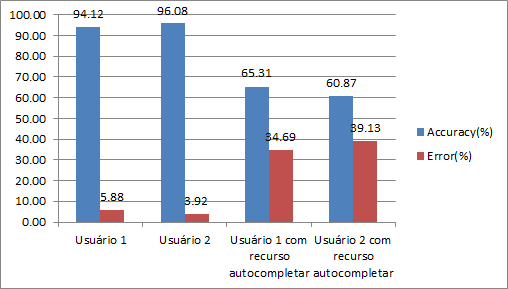 100.00
90.00
80.00
70.00
60.00
50.00
40.00
30.00
20.00
10.00
0.00
94.12
5.88
96.08
3.92
65.31
34.69
60.87
39.13
Usuário 1
Usuário 2
Usuário 1 com
recurso
autocompletar
Usuário 2 com
recurso
autocompletar
Accuracy(%)
Error(%)